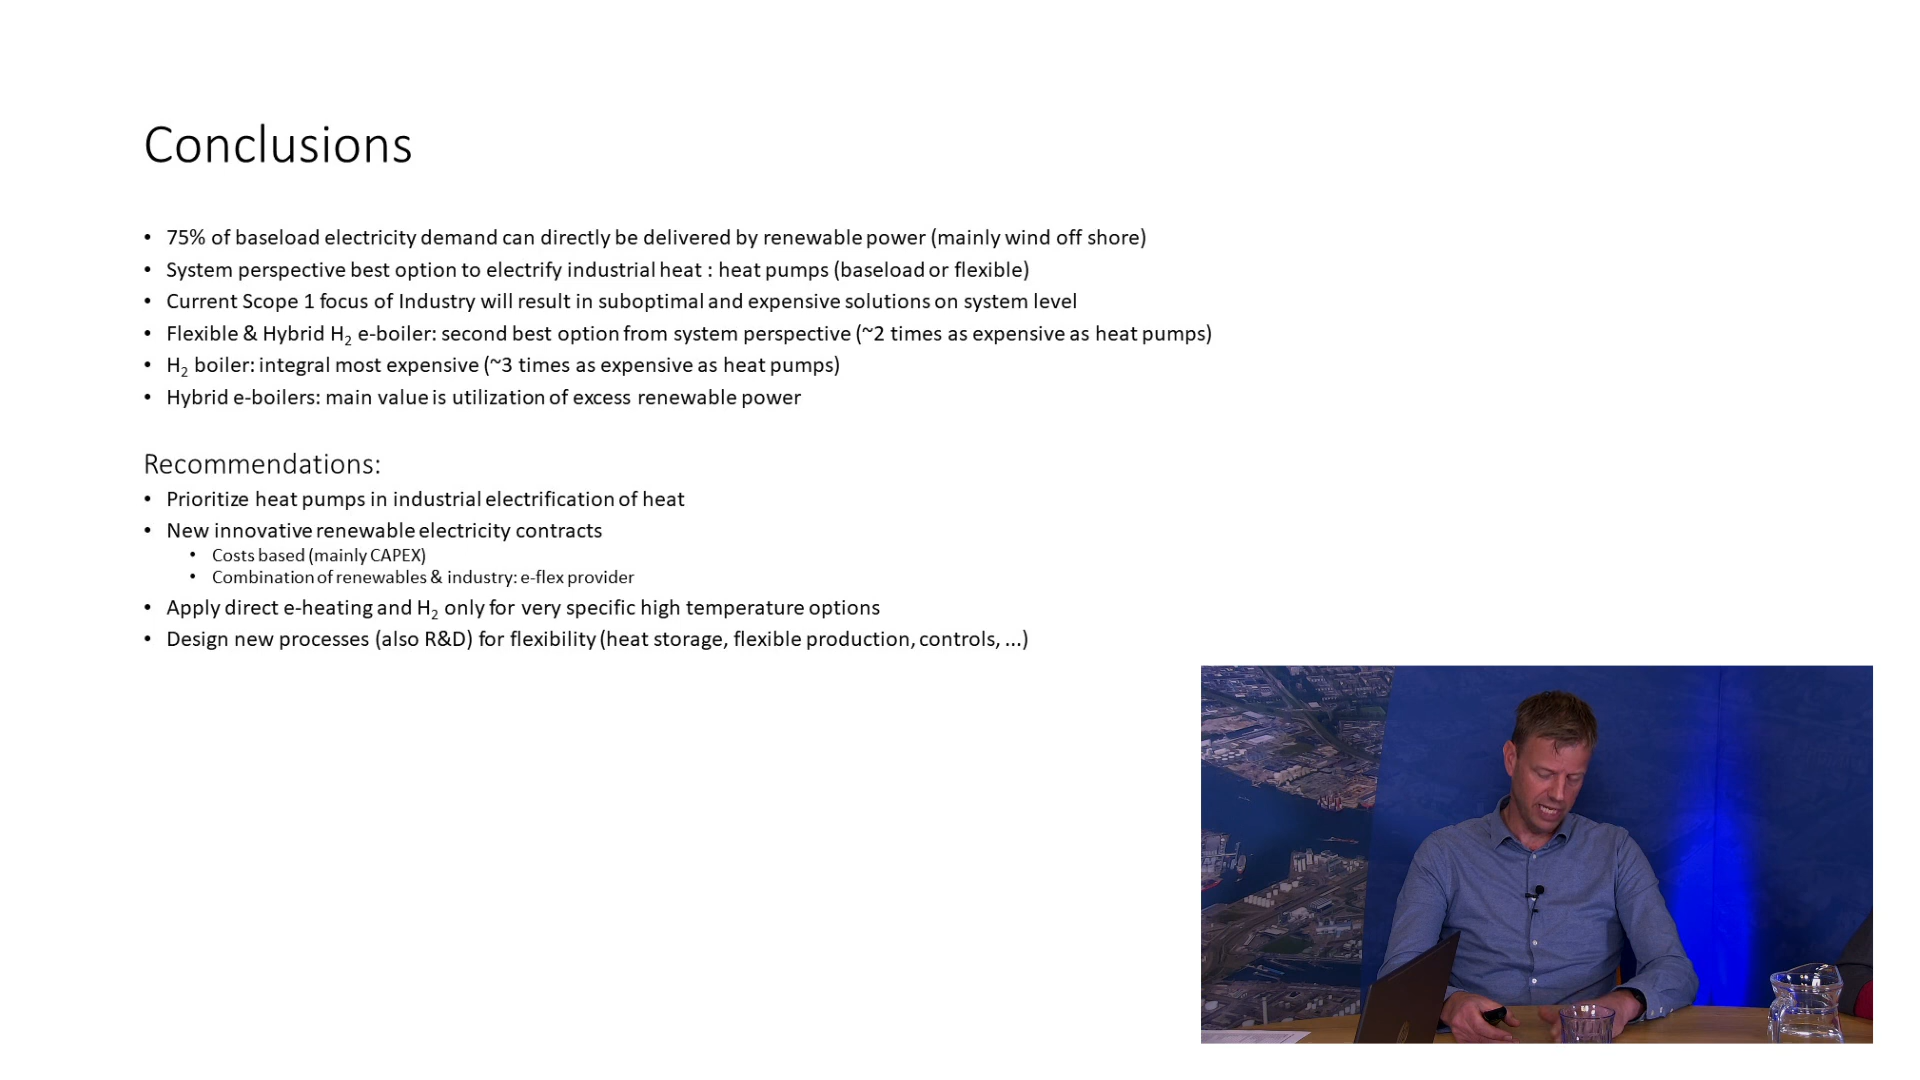 Conclusions
• 75% of baseload electricity demand can directly be delivered by renewable power (mainly wind off shore)
• System perspective best option to electrify industrial heat : heat pumps (baseload or flexible)
• Current Scope 1 focus of Industry will result in suboptimal and expensive solutions on system level
• Flexible & Hybrid H₂ e-boiler: second best option from system perspective (~2 times as expensive as heat pumps)
• H₂ boiler: integral most expensive (~3 times as expensive as heat pumps)
• Hybrid e-boilers: main value is utilization of excess renewable power
Recommendations:
• Prioritize heat pumps in industrial electrification of heat
• New innovative renewable electricity contracts
• Costs based (mainly CAPEX)
• Combination of renewables & industry: e-flex provider
• Apply direct e-heating and H₂ only for very specific high temperature options
• Design new processes (also R&D) for flexibility (heat storage, flexible production, controls, ...)